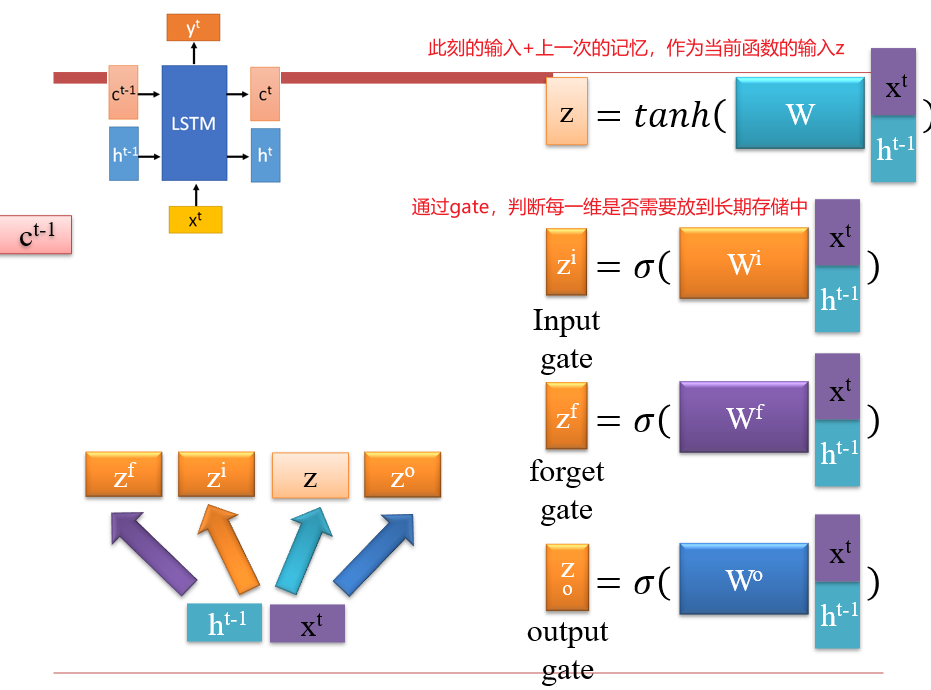 y^t
c^t-1
LSTM
c^t
h^t-1
h^t
x^t
c^t-1
此刻的输入+上一次的记忆，作为当前函数的输入z
z = tanh( W x^t h^t-1 )
通过gate，判断每一维是否需要放到长期存储中
z^i = σ( W^i x^t h^t-1 )
Input
gate
z^f = σ( W^f x^t h^t-1 )
forget
gate
z^o = σ( W^o x^t h^t-1 )
output
gate
z^f z^i z z^o
h^t-1 x^t